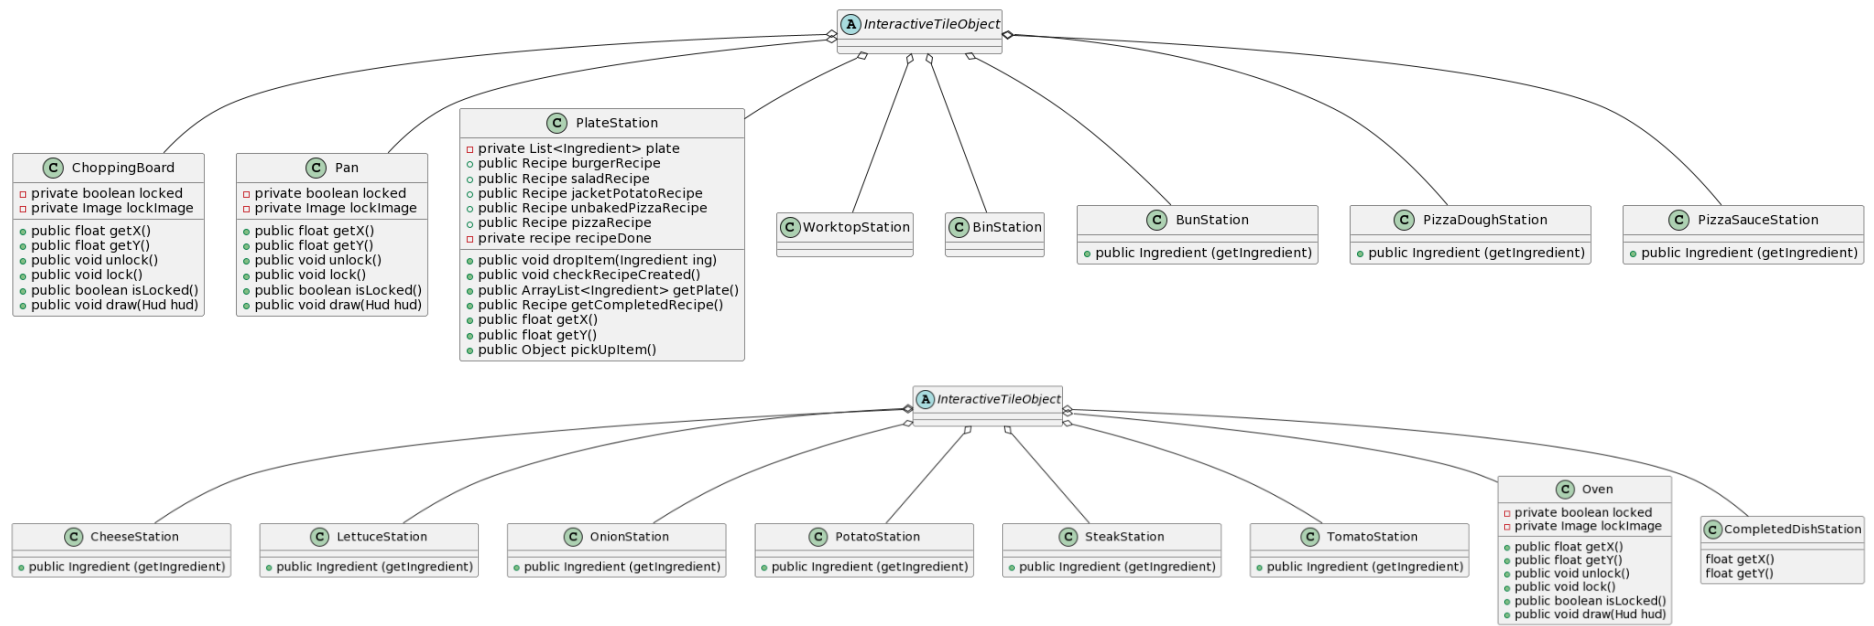 A InteractiveTileObject
C ChoppingBoard
private boolean locked
private Image lockImage
public float getX()
public float getY()
public void unlock()
public void lock()
public boolean isLocked()
public void draw(Hud hud)
C Pan
private boolean locked
private Image lockImage
public float getX()
public float getY()
public void unlock()
public void lock()
public boolean isLocked()
public void draw(Hud hud)
C PlateStation
private List<Ingredient> plate
public Recipe burgerRecipe
public Recipe saladRecipe
public Recipe jacketPotatoRecipe
public Recipe unbakedPizzaRecipe
public Recipe pizzaRecipe
private recipe recipeDone
public void dropItem(Ingredient ing)
public void checkRecipeCreated()
public ArrayList<Ingredient> getPlate()
public Recipe getCompletedRecipe()
public float getX()
public float getY()
public Object pickUpItem()
C WorktopStation
C BinStation
C BunStation
public Ingredient (getIngredient)
C PizzaDoughStation
public Ingredient (getIngredient)
C PizzaSauceStation
public Ingredient (getIngredient)
A InteractiveTileObject
C CheeseStation
public Ingredient (getIngredient)
C LettuceStation
public Ingredient (getIngredient)
C OnionStation
public Ingredient (getIngredient)
C PotatoStation
public Ingredient (getIngredient)
C SteakStation
public Ingredient (getIngredient)
C TomatoStation
public Ingredient (getIngredient)
C Oven
private boolean locked
private Image lockImage
public float getX()
public float getY()
public void unlock()
public void lock()
public boolean isLocked()
public void draw(Hud hud)
C CompletedDishStation
float getX()
float getY()